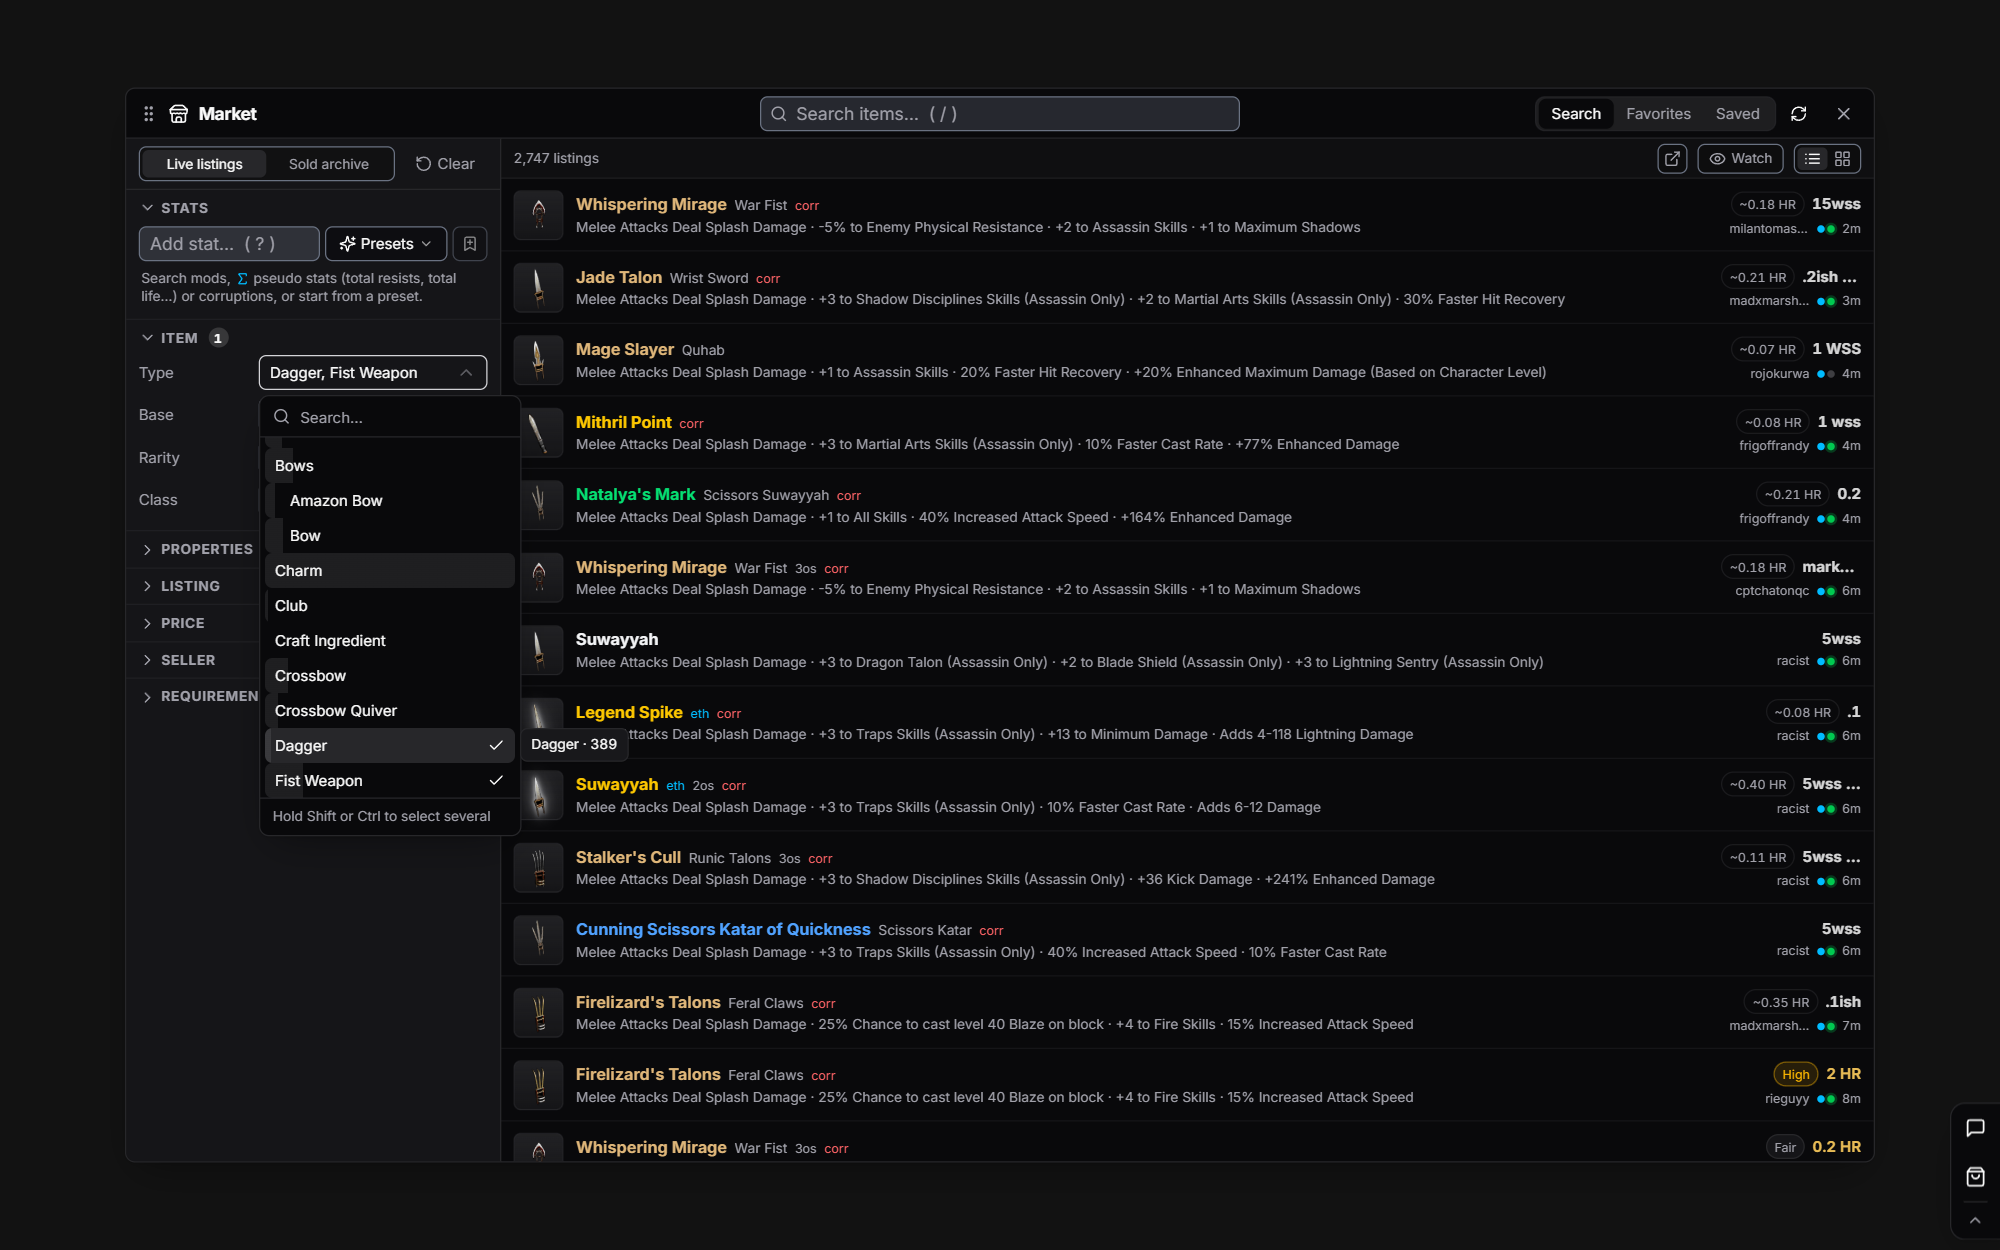 Market
Search items... ( / )
Search Favorites Saved
Live listings Sold archive Clear
2,747 listings
Watch
STATS
Add stat... ( ? ) Presets
Search mods, Σ pseudo stats (total resists, total
life...) or corruptions, or start from a preset.
ITEM 1
Type Dagger, Fist Weapon
Base
Rarity
Class
PROPERTIES
LISTING
PRICE
SELLER
REQUIREMEN
Search...
Bows
Amazon Bow
Bow
Charm
Club
Craft Ingredient
Crossbow
Crossbow Quiver
Dagger
Fist Weapon
Hold Shift or Ctrl to select several
Dagger · 389
Whispering Mirage War Fist corr ~0.18 HR 15wss
Melee Attacks Deal Splash Damage · -5% to Enemy Physical Resistance · +2 to Assassin Skills · +1 to Maximum Shadows milantomas... 2m
Jade Talon Wrist Sword corr ~0.21 HR .2ish ...
Melee Attacks Deal Splash Damage · +3 to Shadow Disciplines Skills (Assassin Only) · +2 to Martial Arts Skills (Assassin Only) · 30% Faster Hit Recovery madxmarsh... 3m
Mage Slayer Quhab ~0.07 HR 1 WSS
Melee Attacks Deal Splash Damage · +1 to Assassin Skills · 20% Faster Hit Recovery · +20% Enhanced Maximum Damage (Based on Character Level) rojokurwa 4m
Mithril Point corr ~0.08 HR 1 wss
Melee Attacks Deal Splash Damage · +3 to Martial Arts Skills (Assassin Only) · 10% Faster Cast Rate · +77% Enhanced Damage frigoffrandy 4m
Natalya's Mark Scissors Suwayyah corr ~0.21 HR 0.2
Melee Attacks Deal Splash Damage · +1 to All Skills · 40% Increased Attack Speed · +164% Enhanced Damage frigoffrandy 4m
Whispering Mirage War Fist 3os corr ~0.18 HR mark...
Melee Attacks Deal Splash Damage · -5% to Enemy Physical Resistance · +2 to Assassin Skills · +1 to Maximum Shadows cptchatonqc 6m
Suwayyah 5wss
Melee Attacks Deal Splash Damage · +3 to Dragon Talon (Assassin Only) · +2 to Blade Shield (Assassin Only) · +3 to Lightning Sentry (Assassin Only) racist 6m
Legend Spike eth corr ~0.08 HR .1
ttacks Deal Splash Damage · +3 to Traps Skills (Assassin Only) · +13 to Minimum Damage · Adds 4-118 Lightning Damage racist 6m
Suwayyah eth 2os corr ~0.40 HR 5wss ...
Melee Attacks Deal Splash Damage · +3 to Traps Skills (Assassin Only) · 10% Faster Cast Rate · Adds 6-12 Damage racist 6m
Stalker's Cull Runic Talons 3os corr ~0.11 HR 5wss ...
Melee Attacks Deal Splash Damage · +3 to Shadow Disciplines Skills (Assassin Only) · +36 Kick Damage · +241% Enhanced Damage racist 6m
Cunning Scissors Katar of Quickness Scissors Katar corr 5wss
Melee Attacks Deal Splash Damage · +3 to Traps Skills (Assassin Only) · 40% Increased Attack Speed · 10% Faster Cast Rate racist 6m
Firelizard's Talons Feral Claws corr ~0.35 HR .1ish
Melee Attacks Deal Splash Damage · 25% Chance to cast level 40 Blaze on block · +4 to Fire Skills · 15% Increased Attack Speed madxmarsh... 7m
Firelizard's Talons Feral Claws corr High 2 HR
Melee Attacks Deal Splash Damage · 25% Chance to cast level 40 Blaze on block · +4 to Fire Skills · 15% Increased Attack Speed rieguyy 8m
Whispering Mirage War Fist 3os corr Fair 0.2 HR